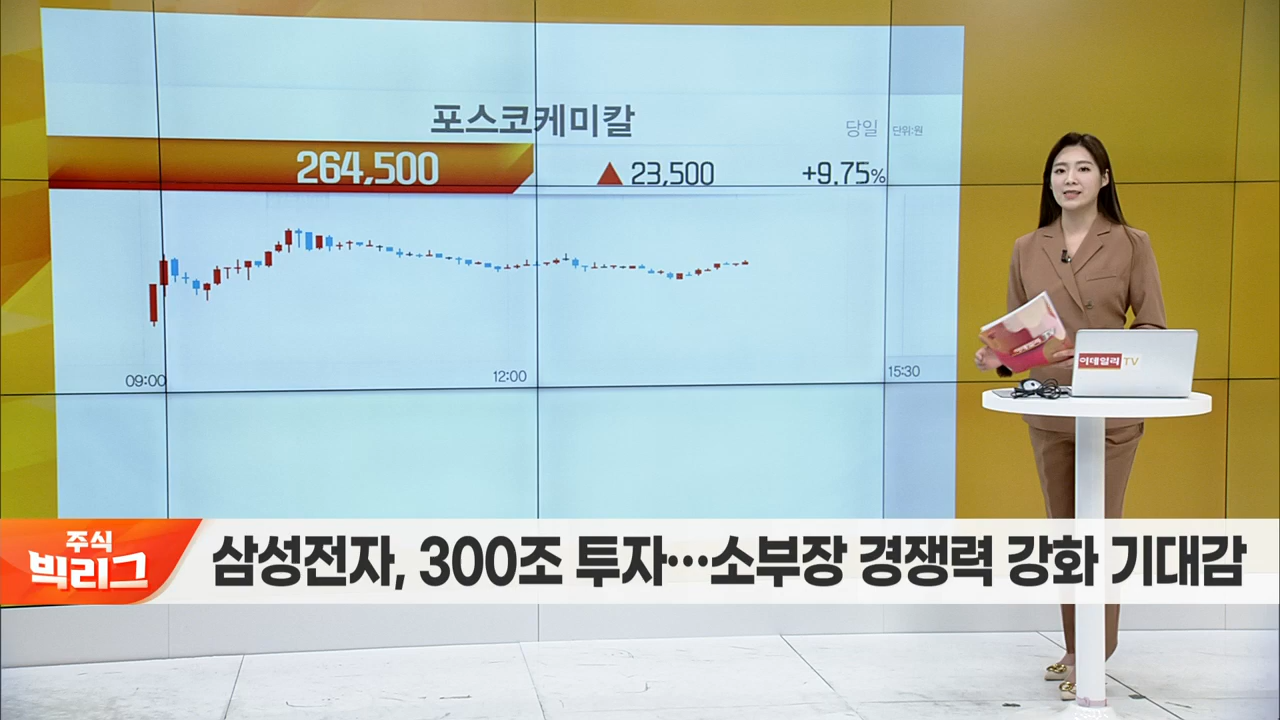 포스코케미칼
당일 단위:원
264,500 ▲ 23,500 +9.75%
09:00 12:00 15:30
이데일리TV
주식
빅리그
삼성전자, 300조 투자…소부장 경쟁력 강화 기대감